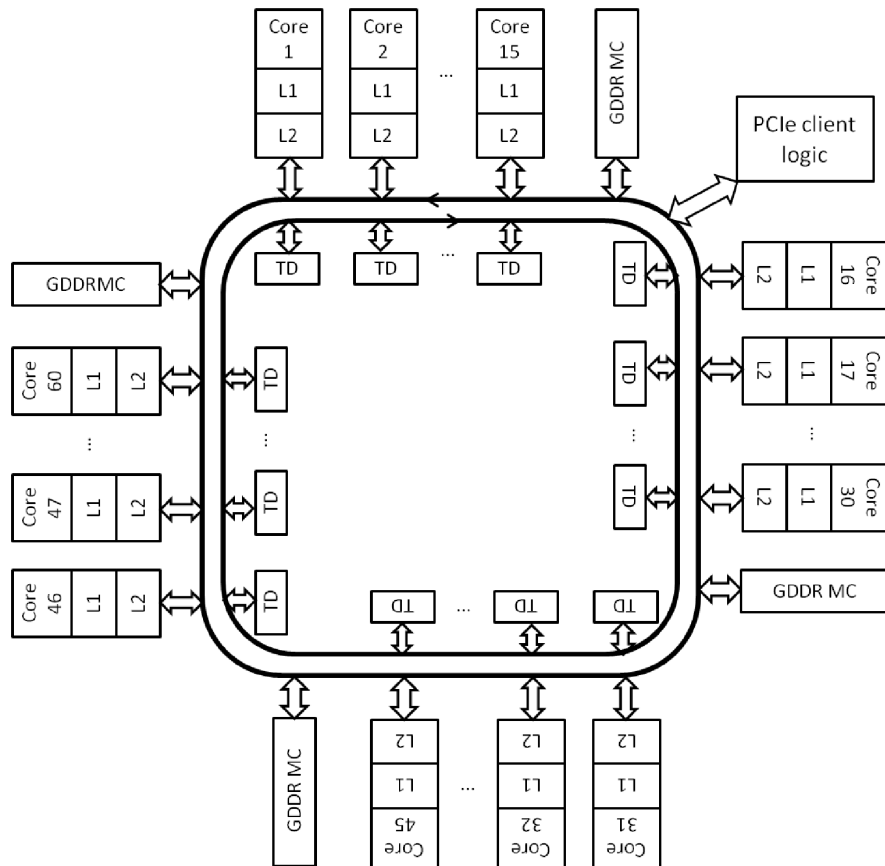 Core
1
L1
L2
Core
2
L1
L2
...
Core
15
L1
L2
GDDR MC
PCIe client
logic
TD
TD
...
TD
GDDRMC
Core
60
L1
L2
TD
...
...
Core
47
L1
L2
TD
Core
46
L1
L2
TD
TD
L2
L1
16
Core
TD
L2
L1
17
Core
...
...
TD
L2
L1
30
Core
GDDR MC
TD
...
TD
TD
GDDR MC
L2
L1
45
Core
...
L2
L1
32
Core
L2
L1
31
Core